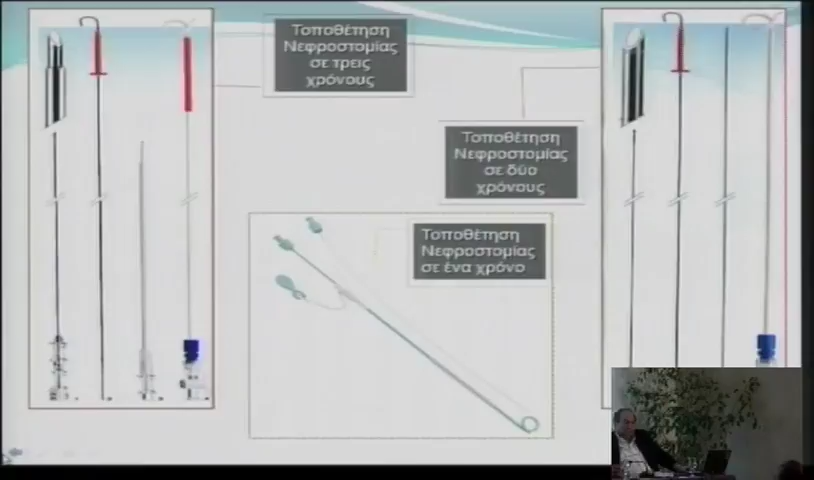 Τοποθέτηση
Νεφροστομίας
σε τρεις
χρόνους
Τοποθέτηση
Νεφροστομίας
σε δύο
χρόνους
Τοποθέτηση
Νεφροστομίας
σε ένα χρόνο